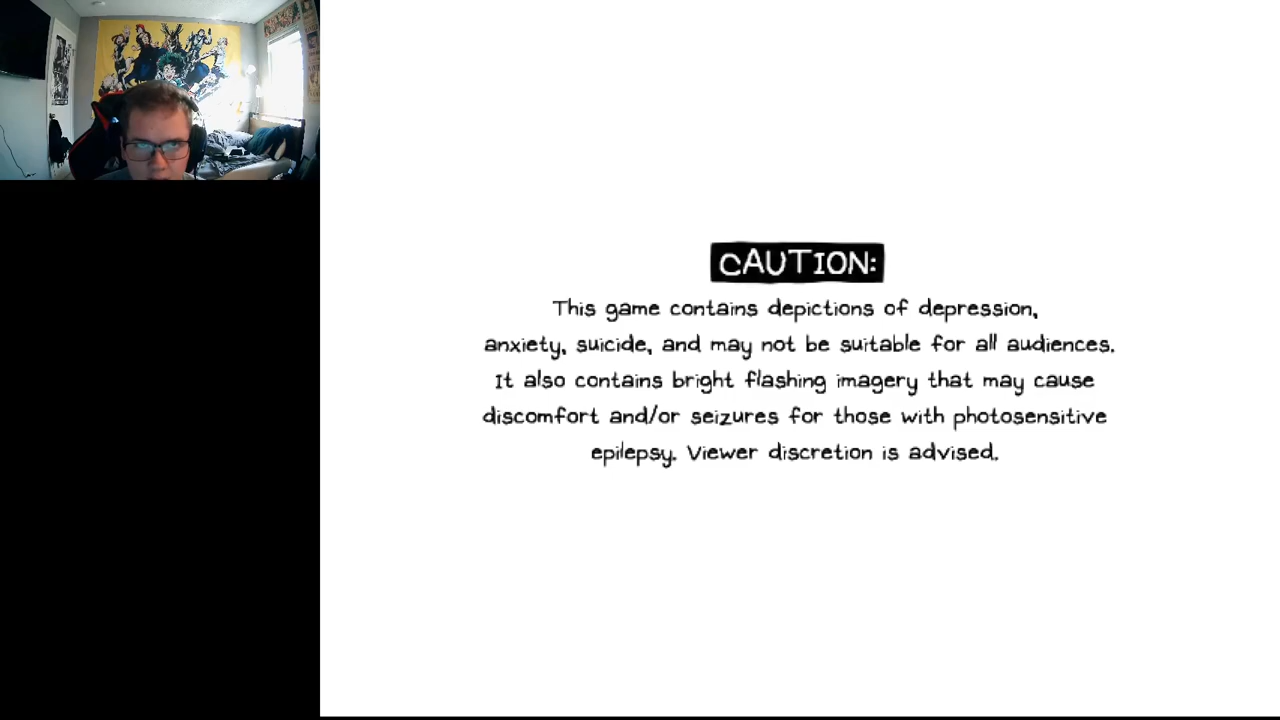 CAUTION:
This game contains depictions of depression,
anxiety, suicide, and may not be suitable for all audiences.
It also contains bright flashing imagery that may cause
discomfort and/or seizures for those with photosensitive
epilepsy. Viewer discretion is advised.